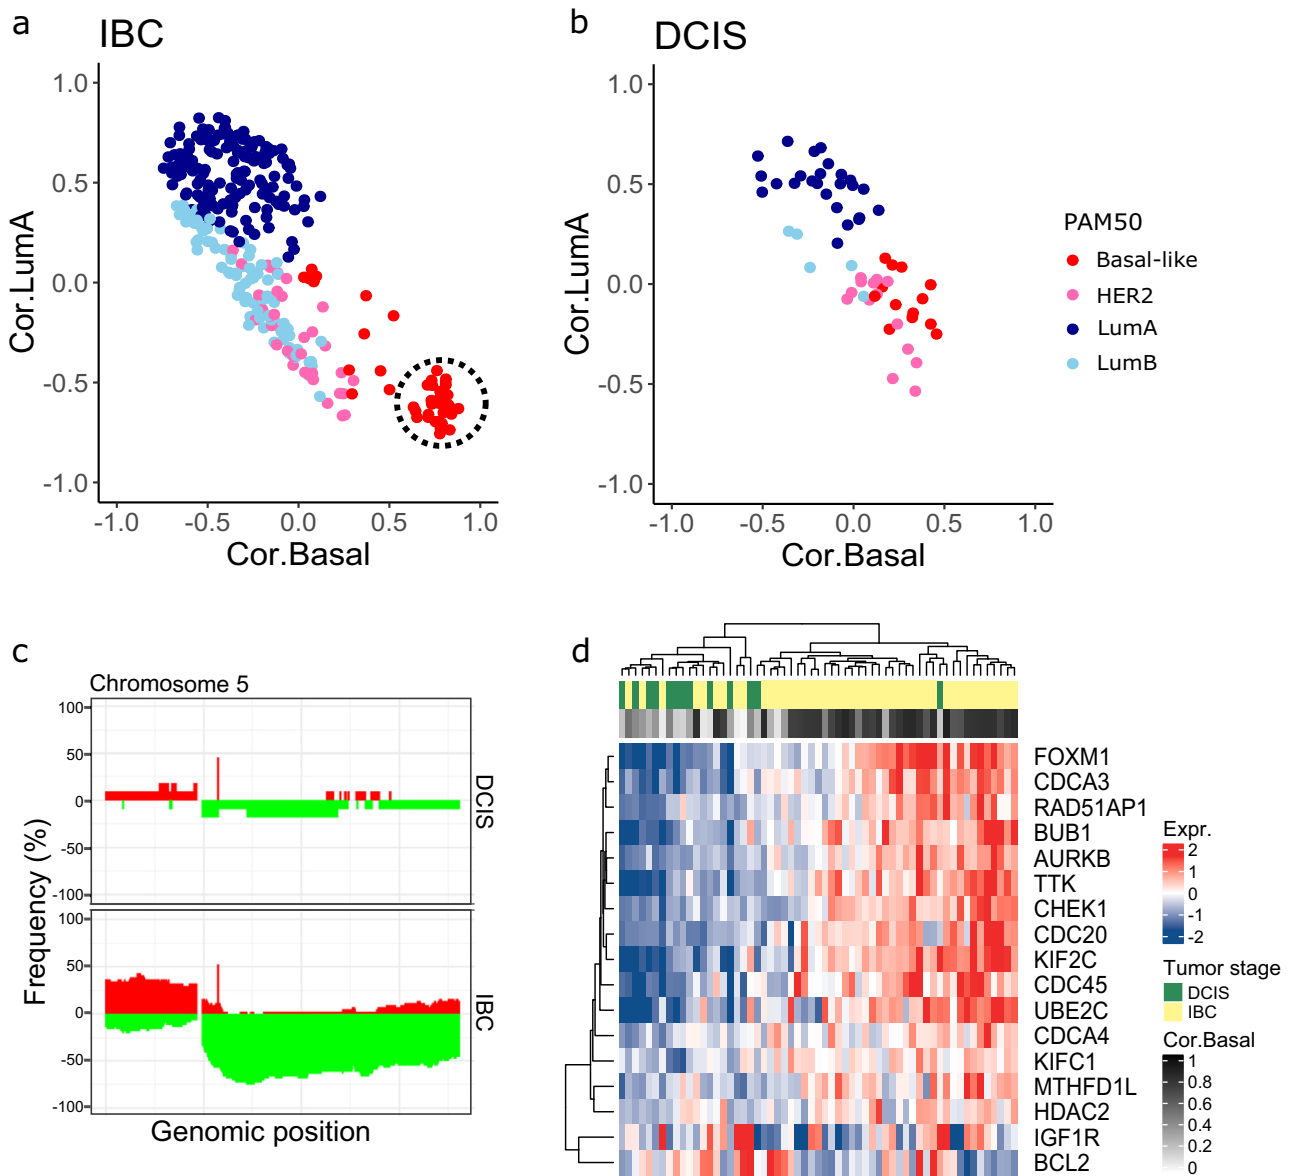 a
IBC
1.0
0.5
0.0
-0.5
-1.0
Cor.LumA
-1.0 -0.5 0.0 0.5 1.0
Cor.Basal
b
DCIS
1.0
0.5
0.0
-0.5
-1.0
Cor.LumA
-1.0 -0.5 0.0 0.5 1.0
Cor.Basal
PAM50
Basal-like
HER2
LumA
LumB
c
Chromosome 5
100
50
0
-50
-100
DCIS
100
50
0
-50
-100
IBC
Frequency (%)
Genomic position
d
FOXM1
CDCA3
RAD51AP1
BUB1
AURKB
TTK
CHEK1
CDC20
KIF2C
CDC45
UBE2C
CDCA4
KIFC1
MTHFD1L
HDAC2
IGF1R
BCL2
Expr.
2
1
0
-1
-2
Tumor stage
DCIS
IBC
Cor.Basal
1
0.8
0.6
0.4
0.2
0